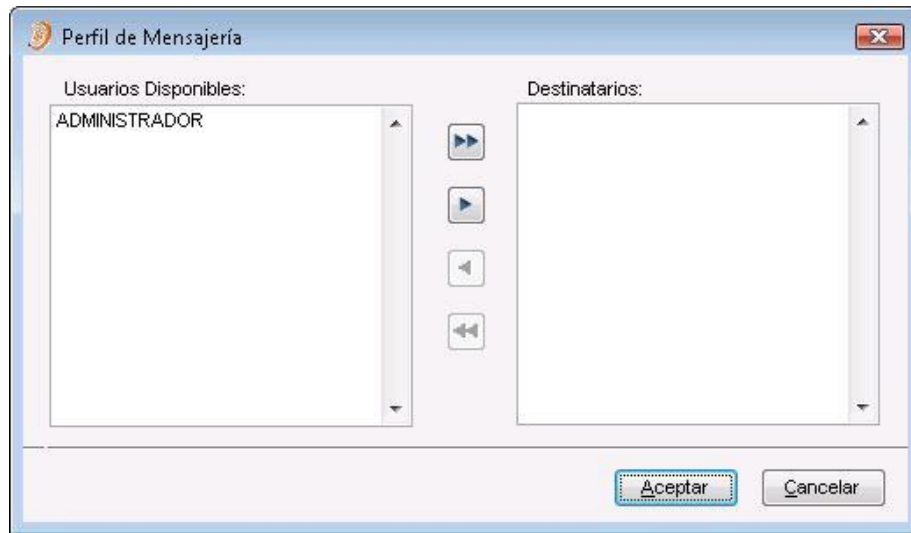 Perfil de Mensajería
Usuarios Disponibles:
ADMINISTRADOR
Destinatarios:
Aceptar
Cancelar